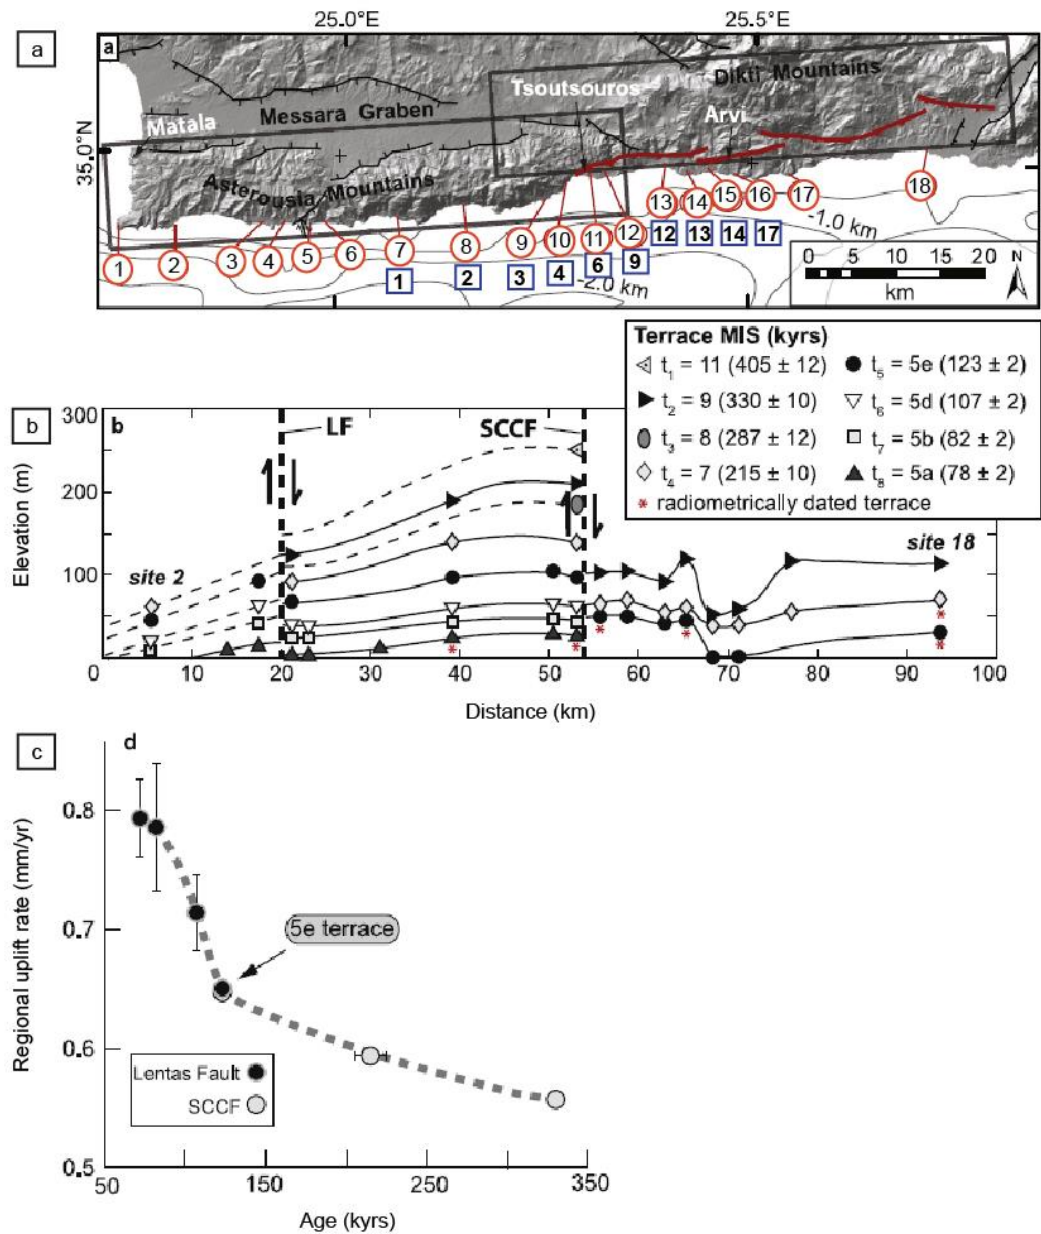 a
25.0°E
25.5°E
a
35.0°N
Tsoutsouros
Dikti Mountains
Messara Graben
Arvi
Matala
Asterousia Mountains
1
2
3
4
5
6
7
8
9
10
11
12
13
14
15
16
17
18
1
2
3
4
6
9
12
13
14
17
-1.0 km
-2.0 km
0 5 10 15 20
km
N
Terrace MIS (kyrs)
t₁ = 11 (405 ± 12)
t₂ = 9 (330 ± 10)
t₃ = 8 (287 ± 12)
t₄ = 7 (215 ± 10)
t₅ = 5e (123 ± 2)
t₆ = 5d (107 ± 2)
t₇ = 5b (82 ± 2)
t₈ = 5a (78 ± 2)
* radiometrically dated terrace
b
b
300
200
100
Elevation (m)
LF
SCCF
site 2
site 18
0 10 20 30 40 50 60 70 80 90 100
Distance (km)
c
d
0.8
0.7
0.6
0.5
Regional uplift rate (mm/yr)
5e terrace
Lentas Fault
SCCF
50 150 250 350
Age (kyrs)